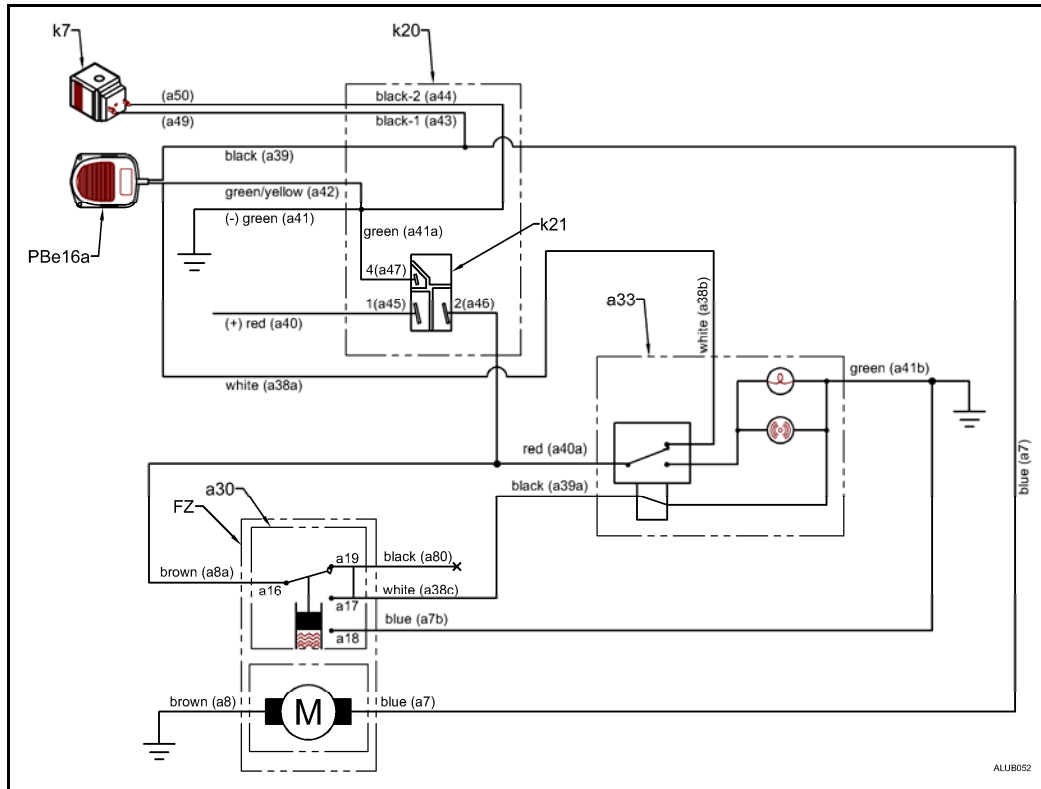 k7
k20
(a50)
black-2 (a44)
(a49)
black-1 (a43)
black (a39)
green/yellow (a42)
(-) green (a41)
green (a41a)
k21
PBe16a
4(a47)
1(a45)
2(a46)
(+) red (a40)
a33
white (a38b)
white (a38a)
green (a41b)
red (a40a)
black (a39a)
blue (a7)
a30
FZ
a19
black (a80)
brown (a8a)
a16
white (a38c)
a17
blue (a7b)
a18
brown (a8)
M
blue (a7)
ALUB052